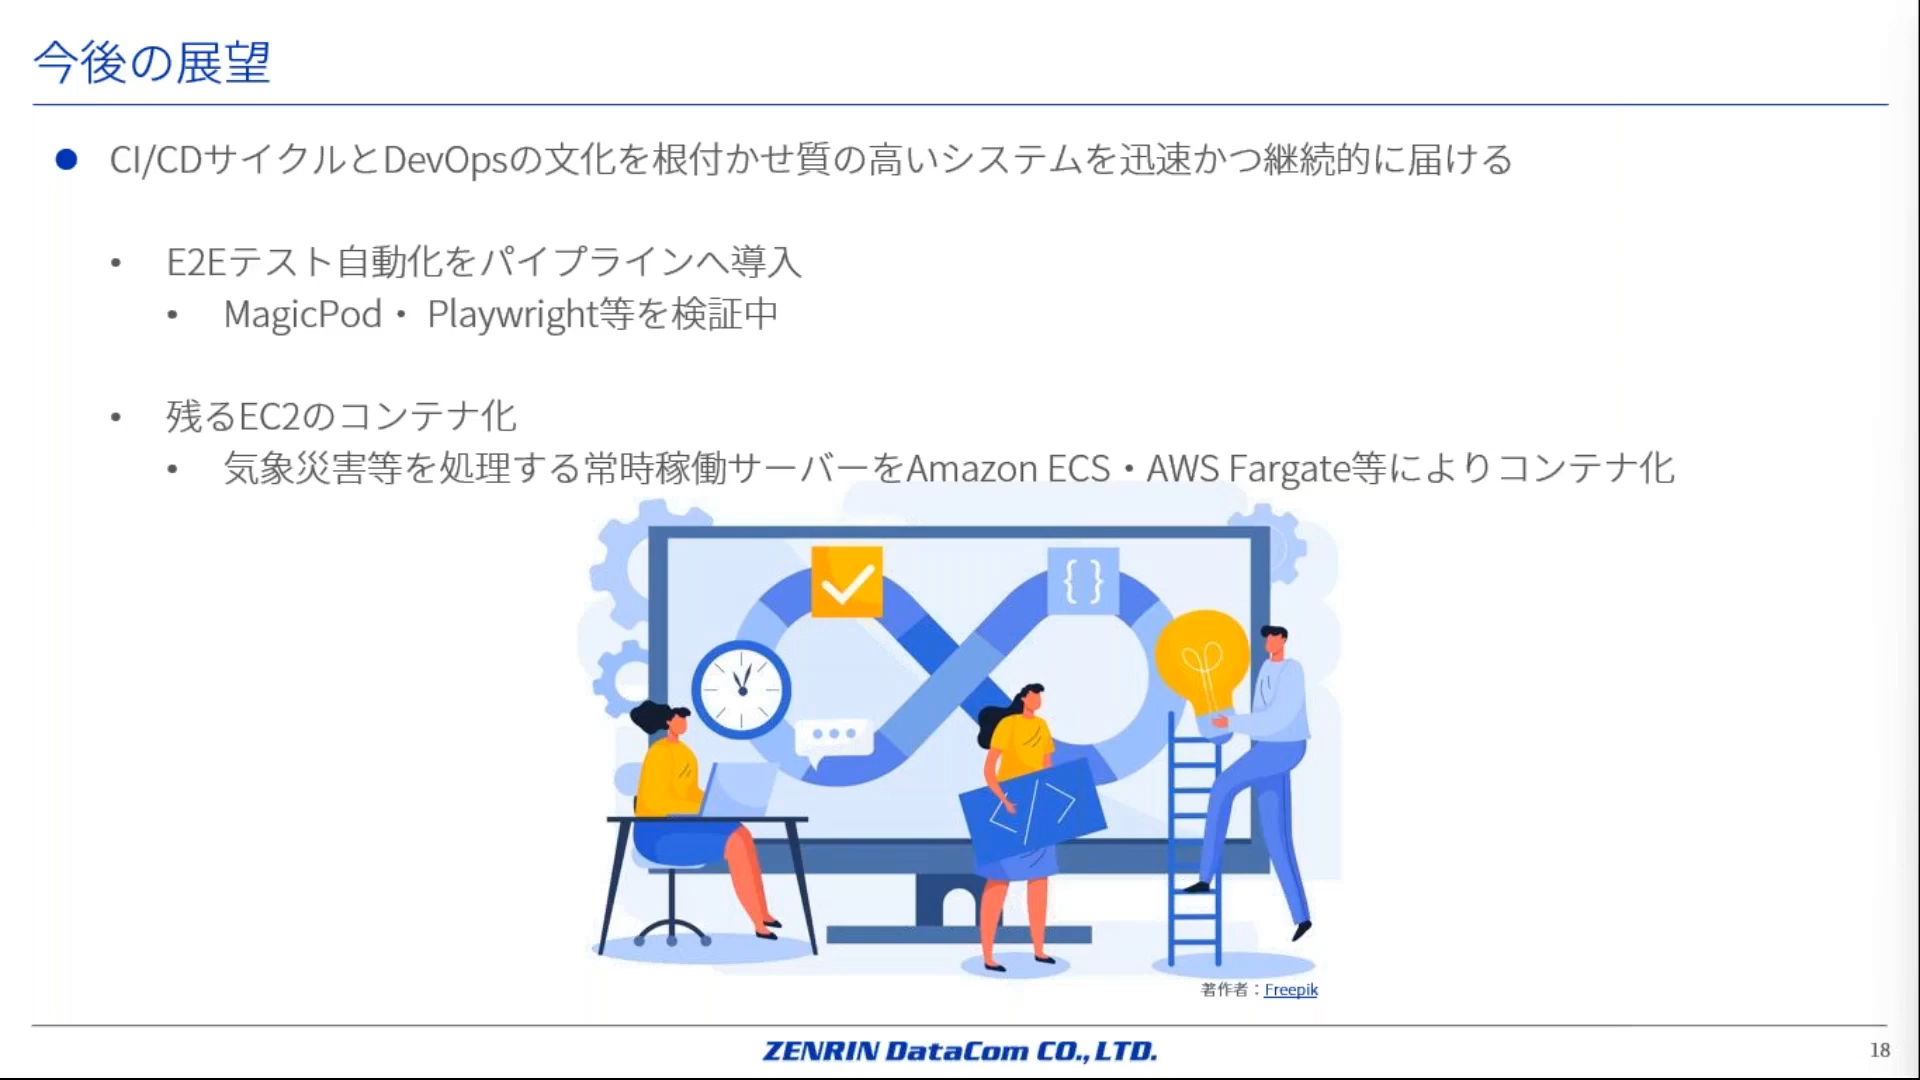 今後の展望
● CI/CDサイクルとDevOpsの文化を根付かせ質の高いシステムを迅速かつ継続的に届ける
• E2Eテスト自動化をパイプラインへ導入
• MagicPod・ Playwright等を検証中
• 残るEC2のコンテナ化
• 気象災害等を処理する常時稼働サーバーをAmazon ECS・AWS Fargate等によりコンテナ化
{ }
</>
著作者：Freepik
ZENRIN DataCom CO., LTD.
18